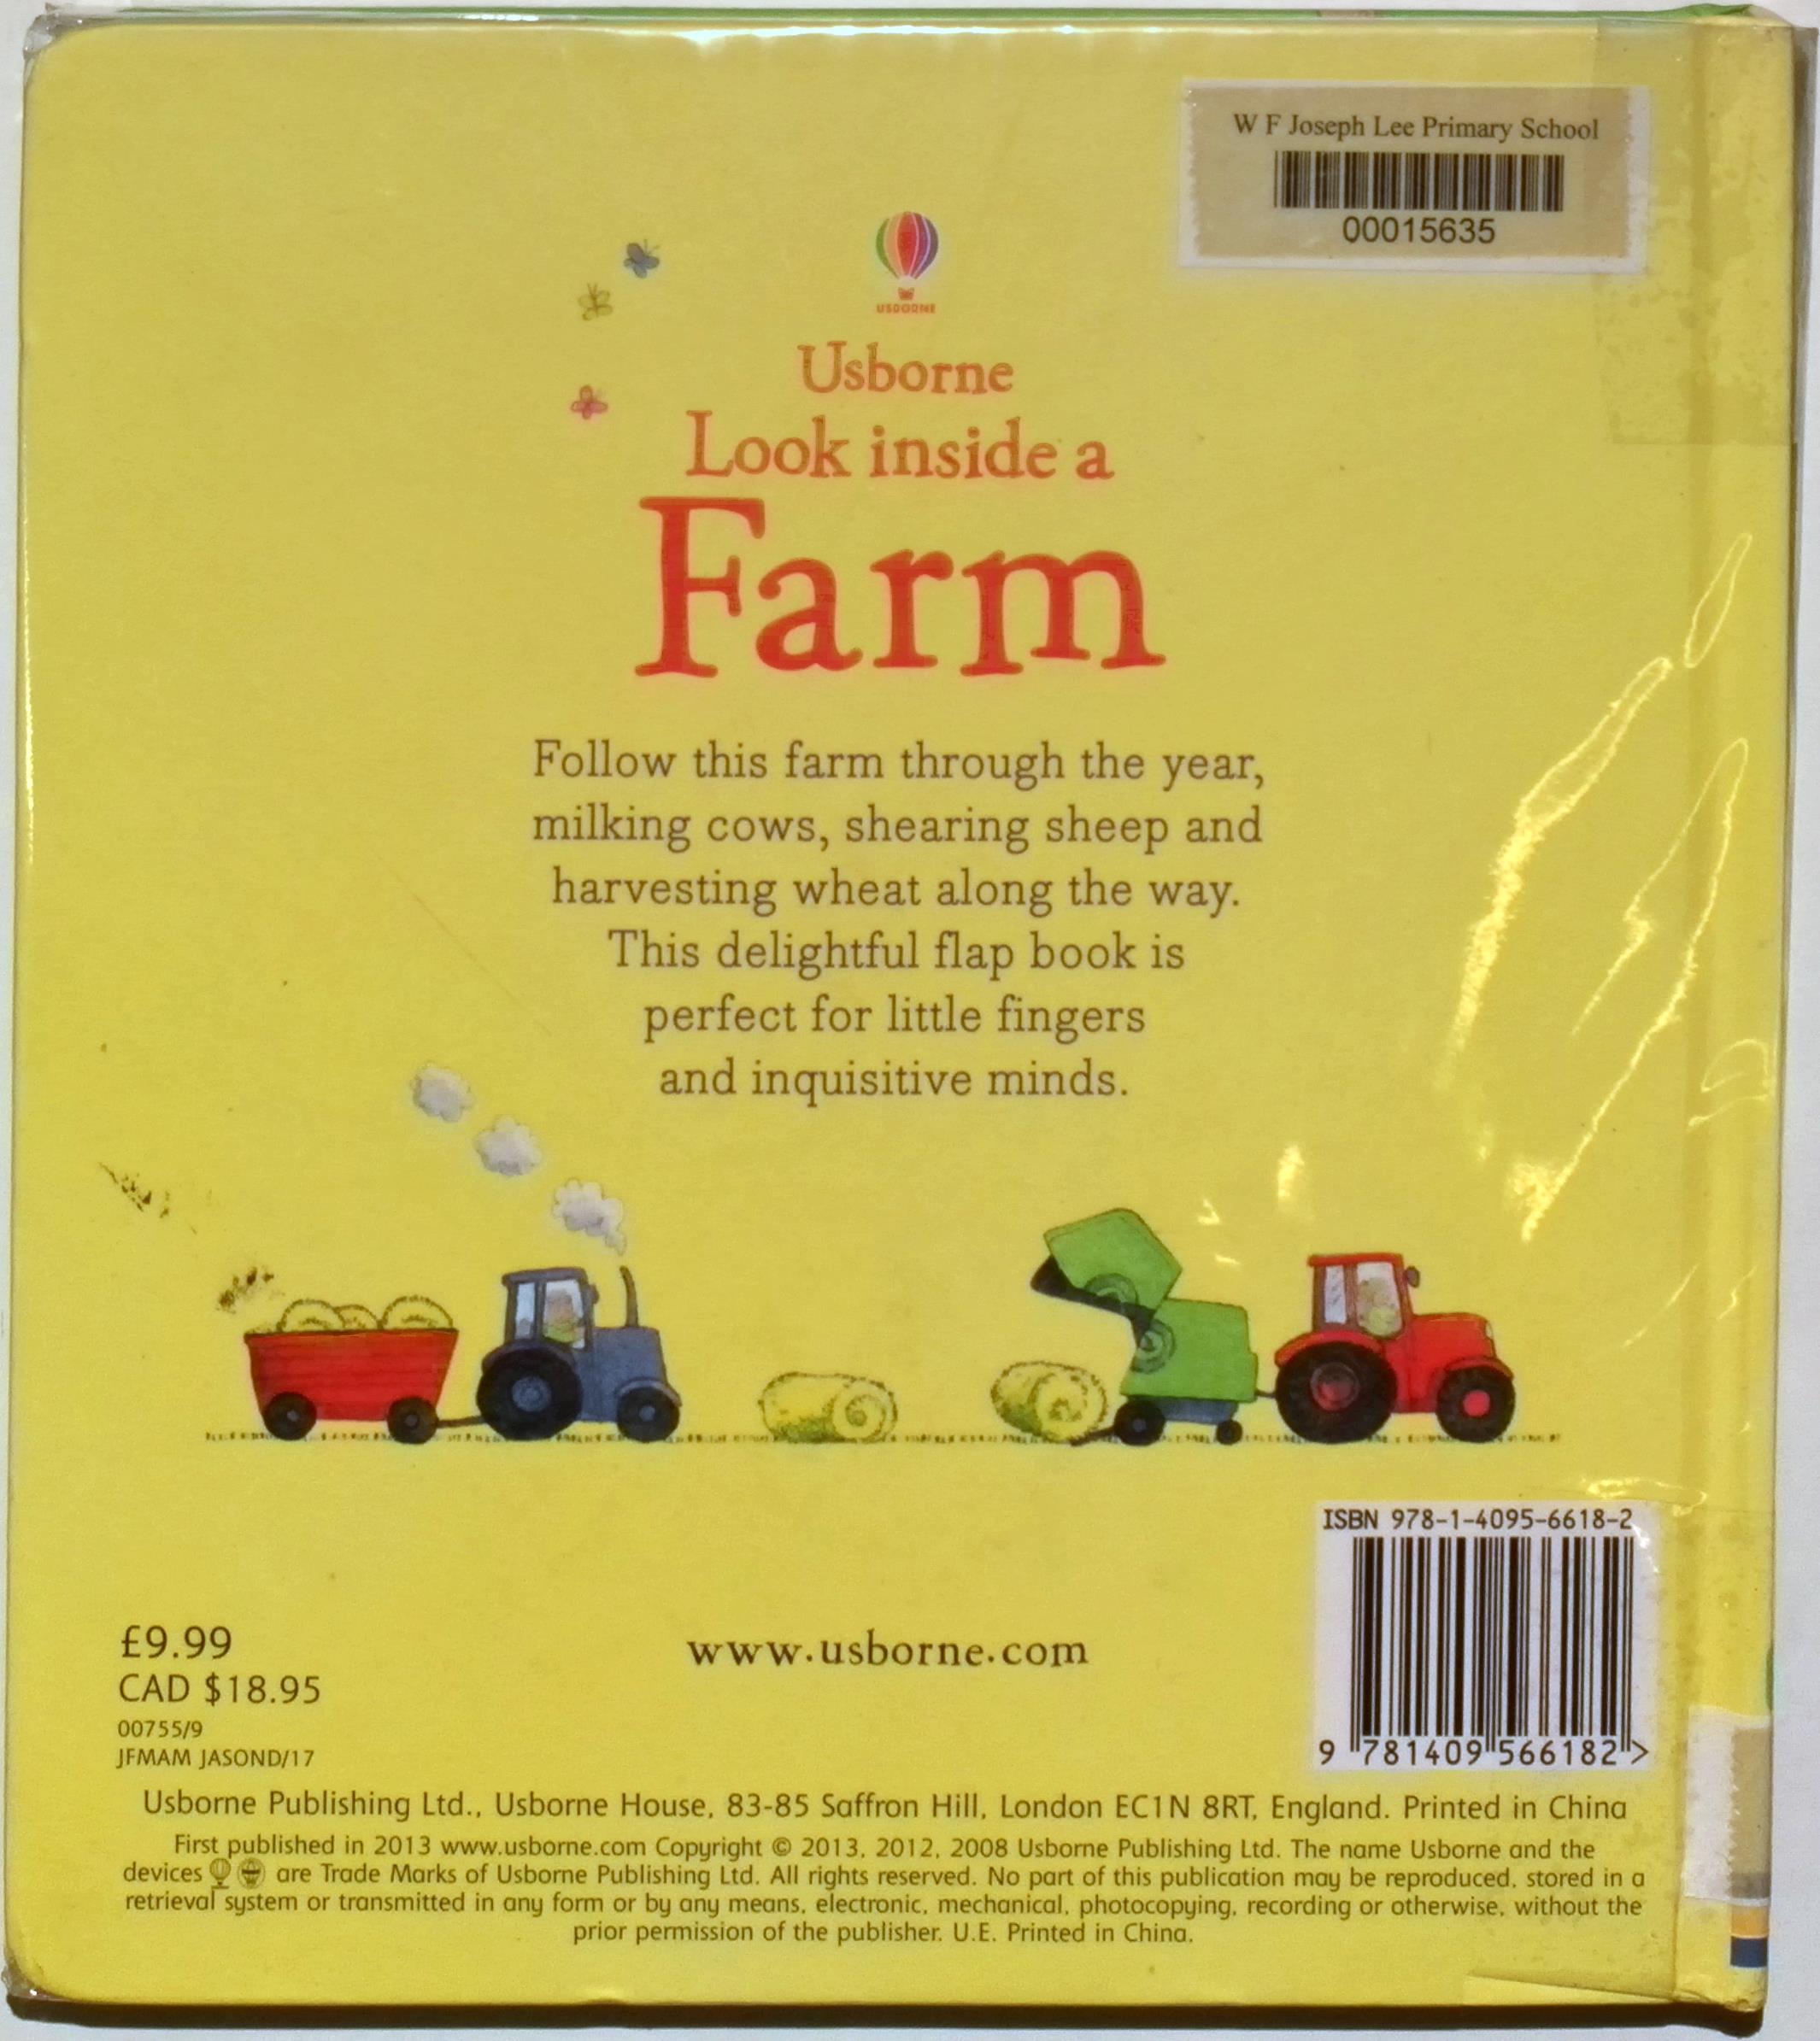 W F Joseph Lee Primary School
00015635
USBORNE
Usborne
Look inside a
Farm
Follow this farm through the year,
milking cows, shearing sheep and
harvesting wheat along the way.
This delightful flap book is
perfect for little fingers
and inquisitive minds.
ISBN 978-1-4095-6618-2
9 781409 566182 >
£9.99
CAD $18.95
00755/9
JFMAM JASOND/17
www.usborne.com
Usborne Publishing Ltd., Usborne House, 83-85 Saffron Hill, London EC1N 8RT, England. Printed in China
First published in 2013 www.usborne.com Copyright © 2013, 2012, 2008 Usborne Publishing Ltd. The name Usborne and the
devices are Trade Marks of Usborne Publishing Ltd. All rights reserved. No part of this publication may be reproduced, stored in a
retrieval system or transmitted in any form or by any means, electronic, mechanical, photocopying, recording or otherwise, without the
prior permission of the publisher. U.E. Printed in China.